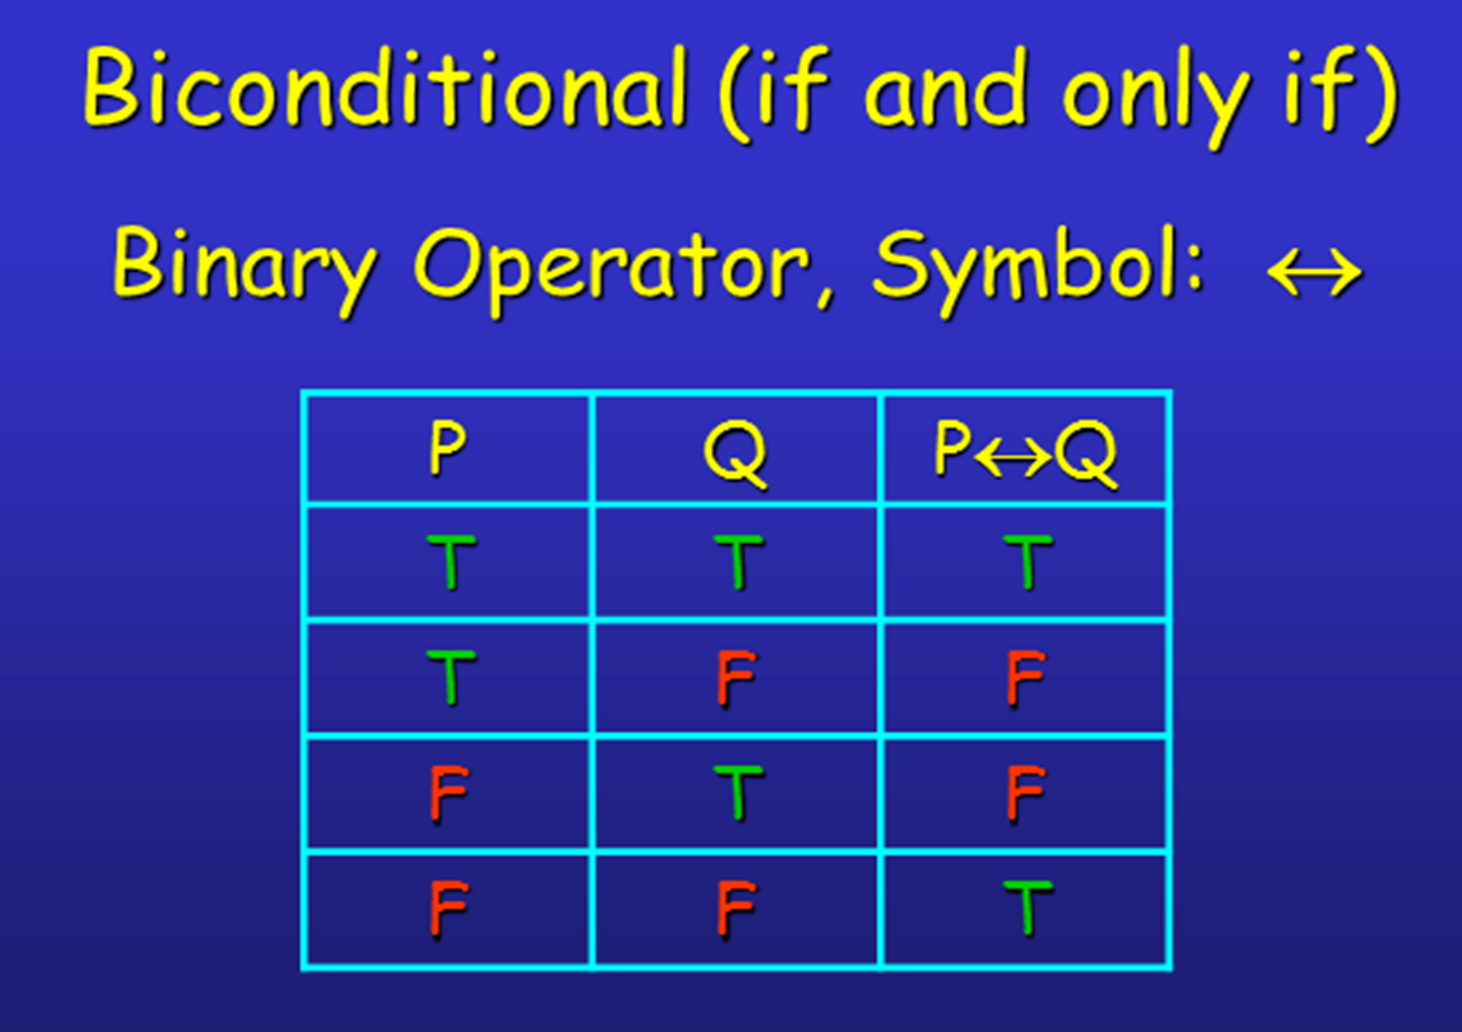 Biconditional (if and only if)
Binary Operator, Symbol: ↔
P Q P↔Q
T T T
T F F
F T F
F F T